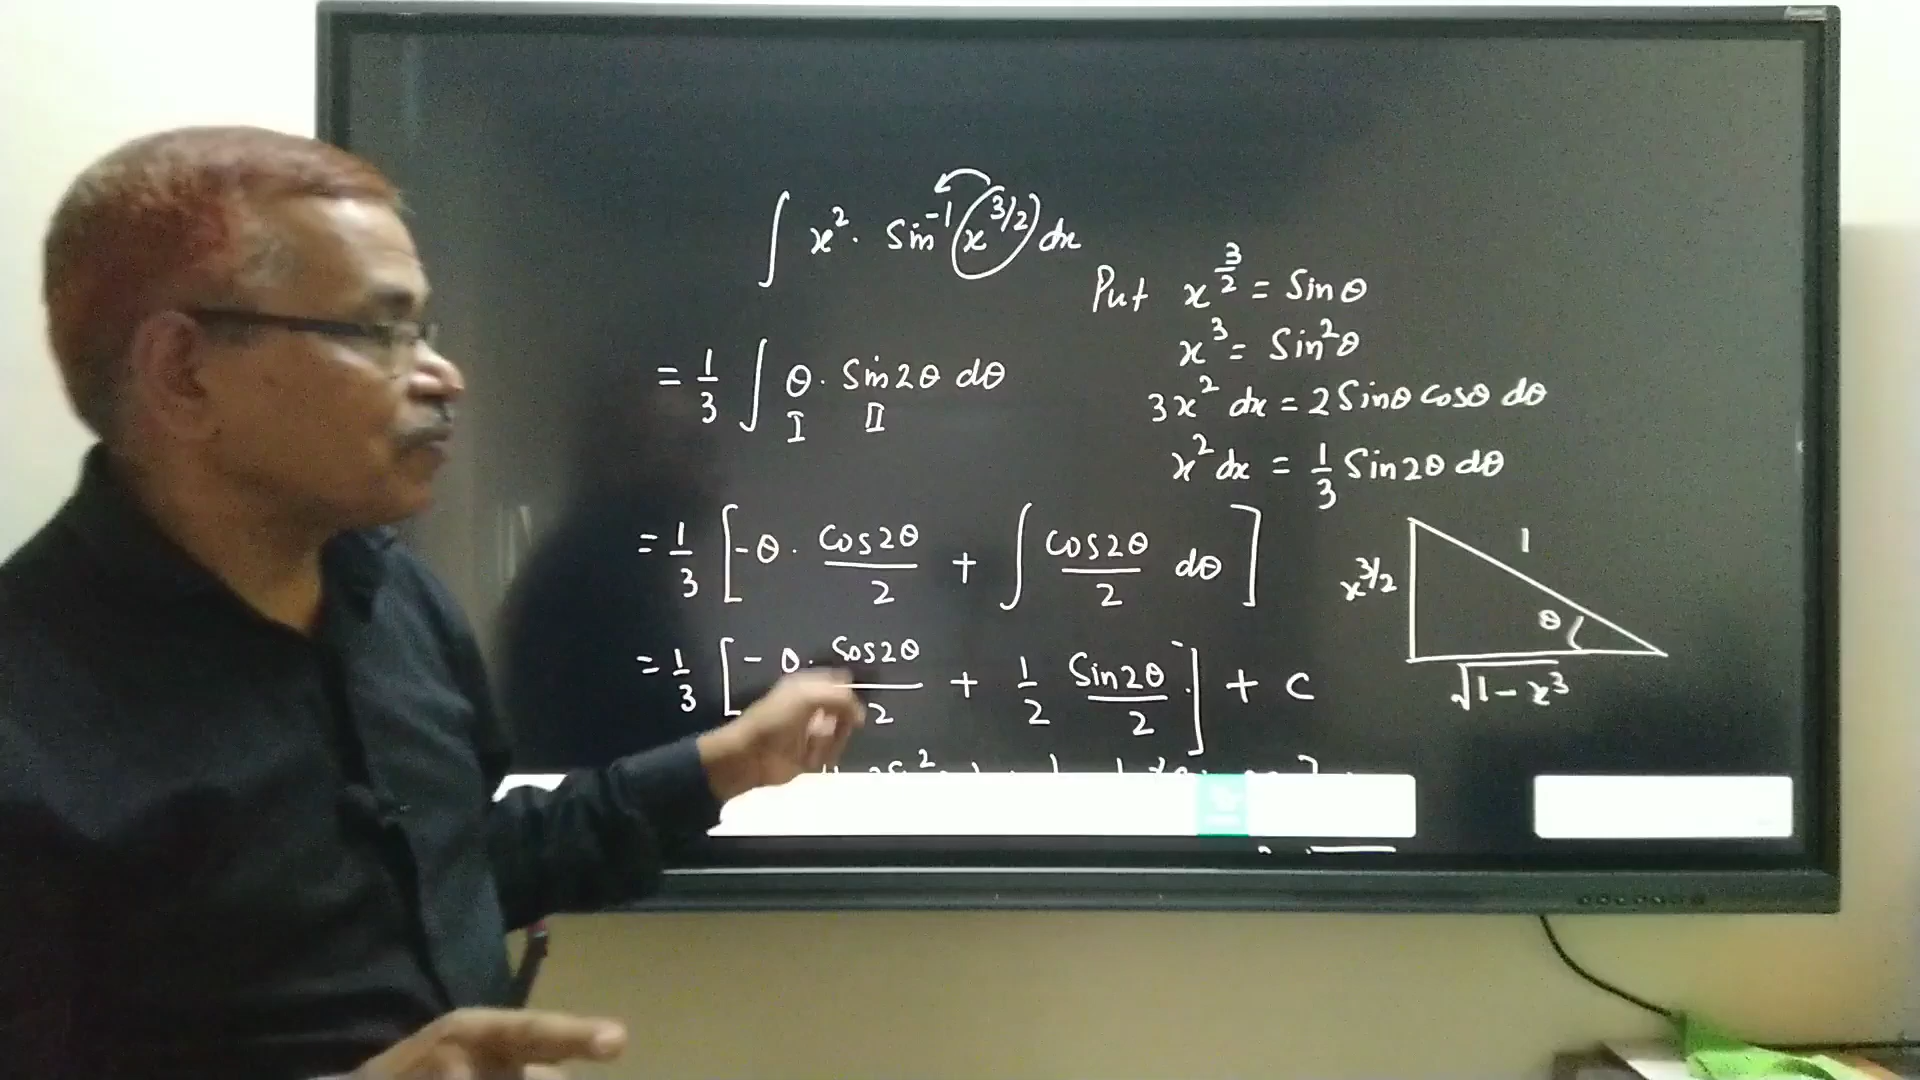 ∫ x² · Sin⁻¹(x^{3/2}) dx
Put x^{3/2} = Sinθ
x³ = Sin²θ
= 1/3 ∫ θ · Sin2θ dθ
I II
3x² dx = 2 Sinθ Cosθ dθ
x² dx = 1/3 Sin2θ dθ
= 1/3 [-θ · Cos2θ/2 + ∫ Cos2θ/2 dθ]
1
x^{3/2}
θ
√(1-x³)
= 1/3 [-θ · Cos2θ/2 + 1/2 Sin2θ/2 ·] + C